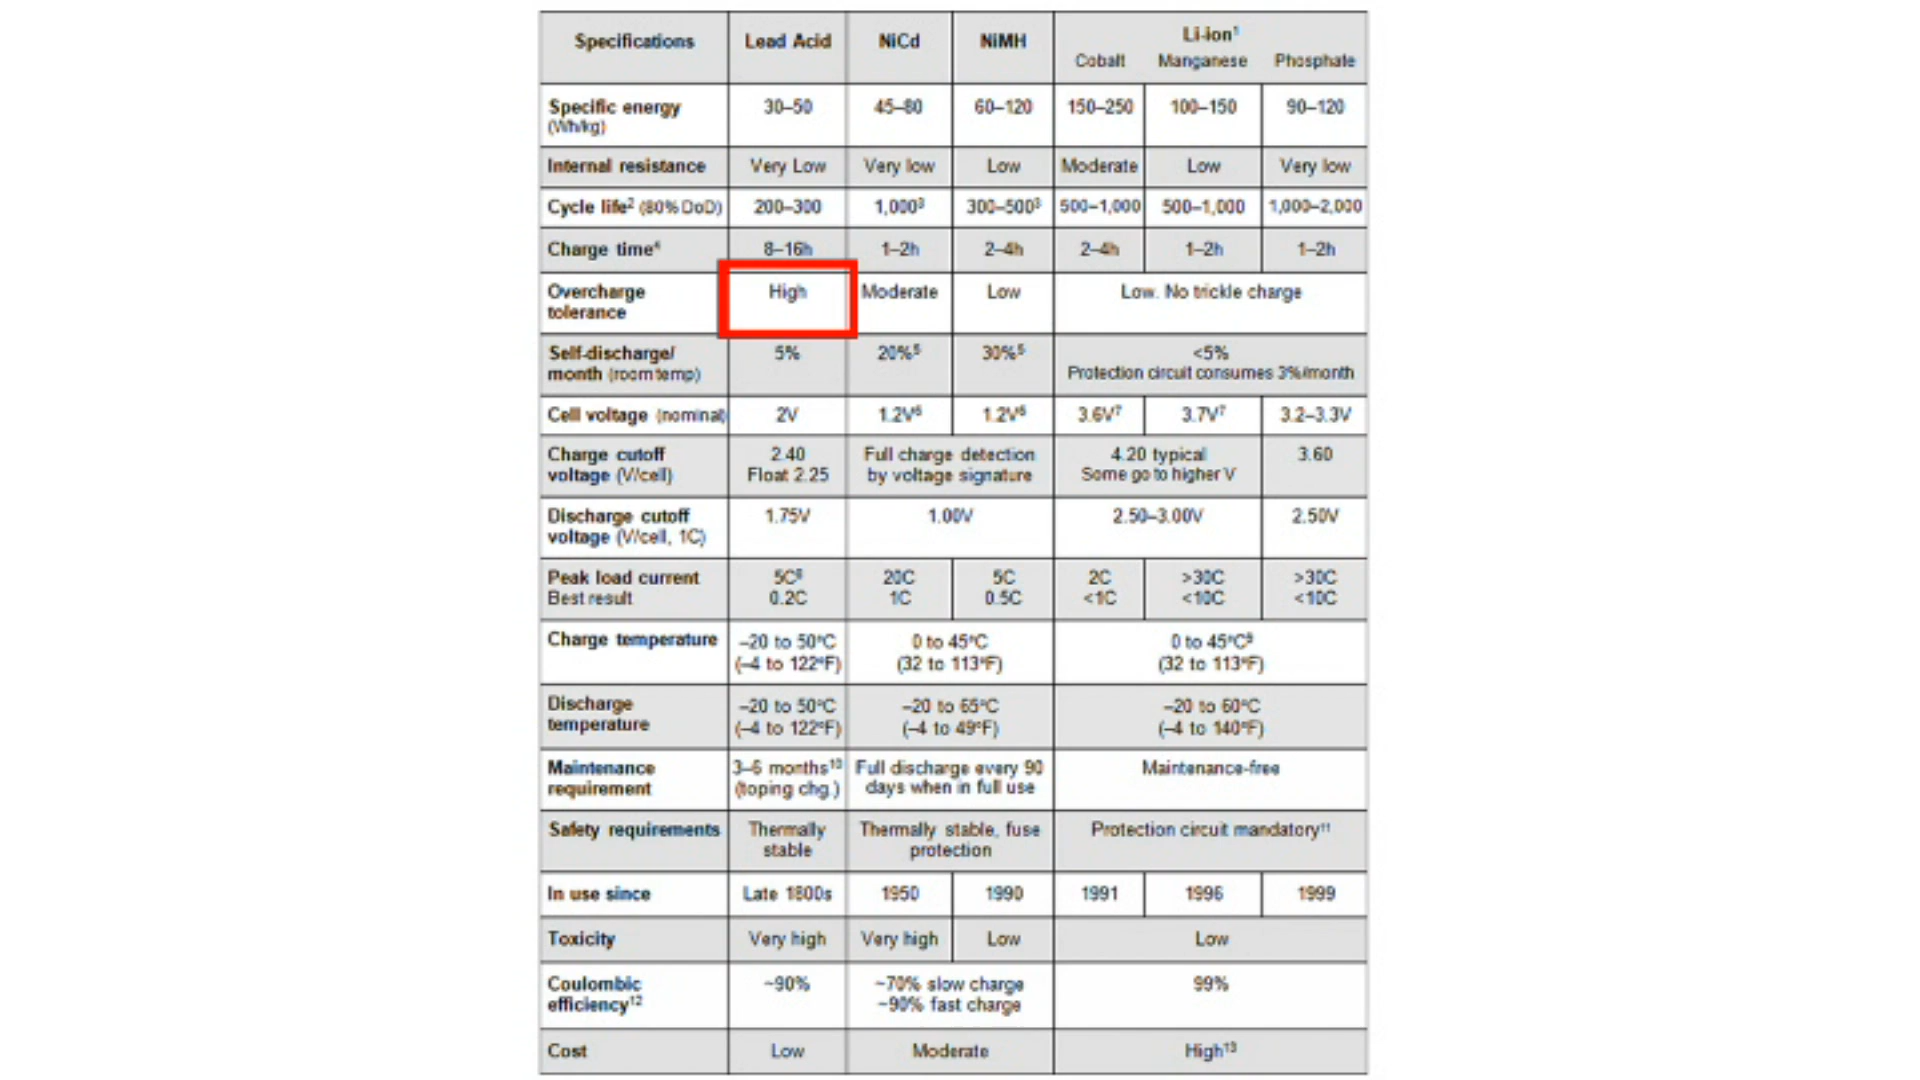 Specifications Lead Acid NiCd NiMH Li-ion¹
Cobalt Manganese Phosphate
Specific energy 30–50 45–80 60–120 150–250 100–150 90–120
(Wh/kg)
Internal resistance Very Low Very low Low Moderate Low Very low
Cycle life² (80% DoD) 200–300 1,000³ 300–500³ 500–1,000 500–1,000 1,000–2,000
Charge time⁴ 8–16h 1–2h 2–4h 2–4h 1–2h 1–2h
Overcharge High Moderate Low Low. No trickle charge
tolerance
Self-discharge/ 5% 20%⁵ 30%⁵ <5%
month (room temp) Protection circuit consumes 3%/month
Cell voltage (nominal) 2V 1.2V⁶ 1.2V⁶ 3.6V⁷ 3.7V⁷ 3.2–3.3V
Charge cutoff 2.40 Full charge detection 4.20 typical 3.60
voltage (V/cell) Float 2.25 by voltage signature Some go to higher V
Discharge cutoff 1.75V 1.00V 2.50–3.00V 2.50V
voltage (V/cell, 1C)
Peak load current 5C⁸ 20C 5C 2C >30C >30C
Best result 0.2C 1C 0.5C <1C <10C <10C
Charge temperature –20 to 50°C 0 to 45°C 0 to 45°C⁹
(–4 to 122°F) (32 to 113°F) (32 to 113°F)
Discharge –20 to 50°C –20 to 65°C –20 to 60°C
temperature (–4 to 122°F) (–4 to 49°F) (–4 to 140°F)
Maintenance 3–6 months¹⁰ Full discharge every 90 Maintenance-free
requirement (toping chg.) days when in full use
Safety requirements Thermally Thermally stable, fuse Protection circuit mandatory¹¹
stable protection
In use since Late 1800s 1950 1990 1991 1996 1999
Toxicity Very high Very high Low Low
Coulombic ~90% ~70% slow charge 99%
efficiency¹² ~90% fast charge
Cost Low Moderate High¹³